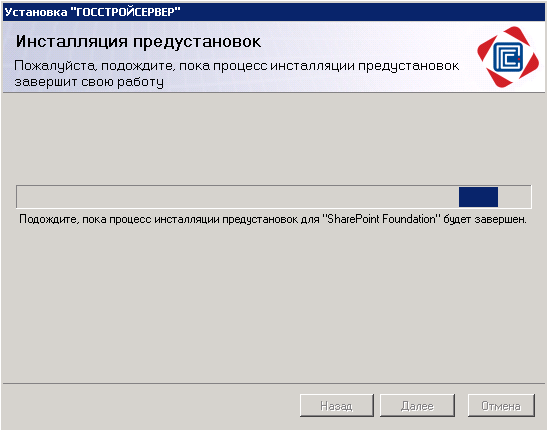 Установка "ГОССТРОЙСЕРВЕР"
Инсталляция предустановок
Пожалуйста, подождите, пока процесс инсталляции предустановок
завершит свою работу
Подождите, пока процесс инсталляции предустановок для "SharePoint Foundation" будет завершен.
Назад
Далее
Отмена